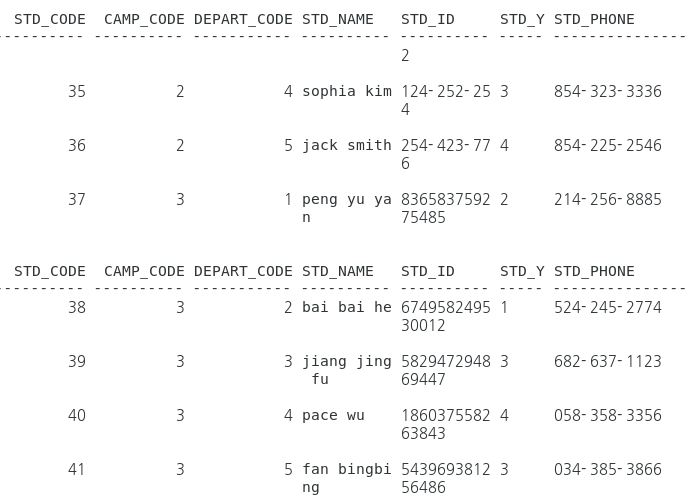 STD_CODE CAMP_CODE DEPART_CODE STD_NAME STD_ID STD_Y STD_PHONE
---------- ---------- ----------- ---------- ---------- ----- ---------------
2
35 2 4 sophia kim 124-252-25 3 854-323-3336
4
36 2 5 jack smith 254-423-77 4 854-225-2546
6
37 3 1 peng yu ya 8365837592 2 214-256-8885
n 75485
STD_CODE CAMP_CODE DEPART_CODE STD_NAME STD_ID STD_Y STD_PHONE
---------- ---------- ----------- ---------- ---------- ----- ---------------
38 3 2 bai bai he 6749582495 1 524-245-2774
30012
39 3 3 jiang jing 5829472948 3 682-637-1123
fu 69447
40 3 4 pace wu 1860375582 4 058-358-3356
63843
41 3 5 fan bingbi 5439693812 3 034-385-3866
ng 56486